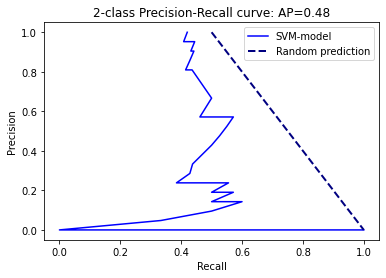 2-class Precision-Recall curve: AP=0.48
SVM-model
Random prediction
Precision
1.0
0.8
0.6
0.4
0.2
0.0
0.0 0.2 0.4 0.6 0.8 1.0
Recall